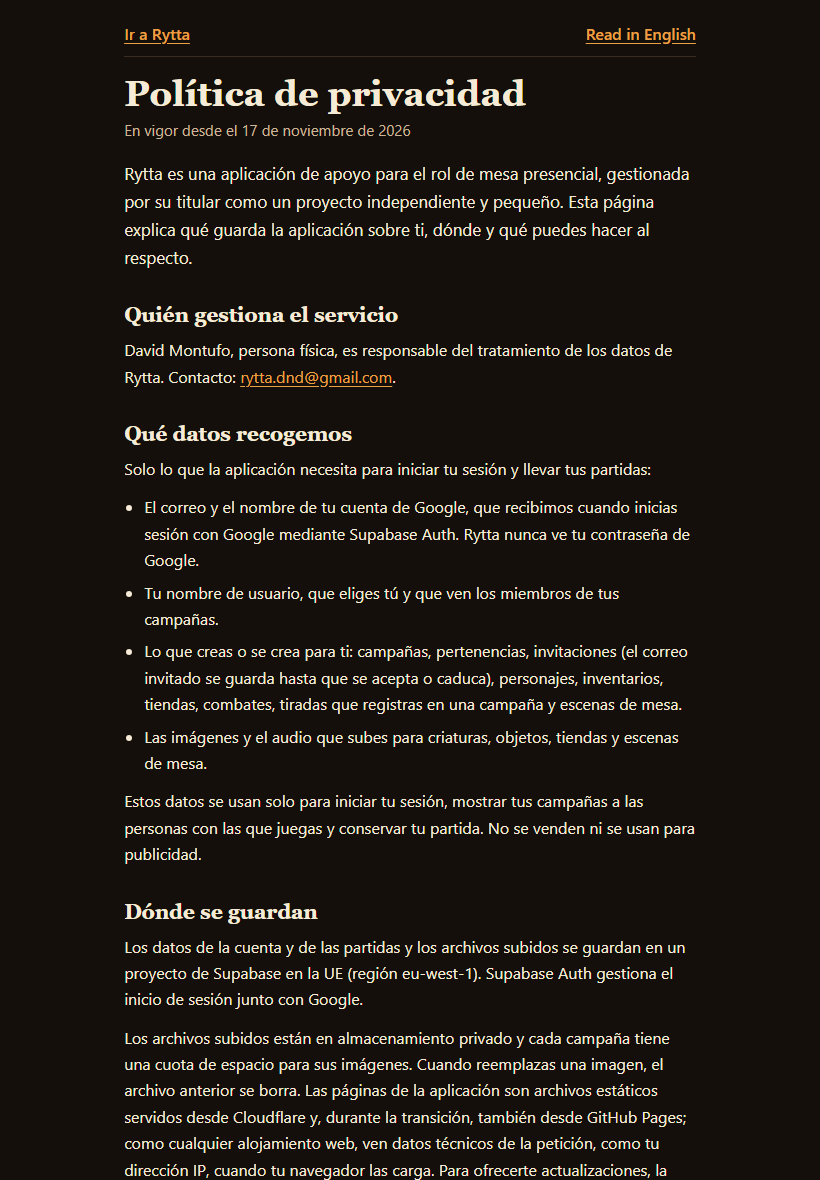 Ir a Rytta
Read in English
Política de privacidad
En vigor desde el 17 de noviembre de 2026
Rytta es una aplicación de apoyo para el rol de mesa presencial, gestionada
por su titular como un proyecto independiente y pequeño. Esta página
explica qué guarda la aplicación sobre ti, dónde y qué puedes hacer al
respecto.
Quién gestiona el servicio
David Montufo, persona física, es responsable del tratamiento de los datos de
Rytta. Contacto: rytta.dnd@gmail.com.
Qué datos recogemos
Solo lo que la aplicación necesita para iniciar tu sesión y llevar tus partidas:
• El correo y el nombre de tu cuenta de Google, que recibimos cuando inicias
sesión con Google mediante Supabase Auth. Rytta nunca ve tu contraseña de
Google.
• Tu nombre de usuario, que eliges tú y que ven los miembros de tus
campañas.
• Lo que creas o se crea para ti: campañas, pertenencias, invitaciones (el correo
invitado se guarda hasta que se acepta o caduca), personajes, inventarios,
tiendas, combates, tiradas que registras en una campaña y escenas de mesa.
• Las imágenes y el audio que subes para criaturas, objetos, tiendas y escenas
de mesa.
Estos datos se usan solo para iniciar tu sesión, mostrar tus campañas a las
personas con las que juegas y conservar tu partida. No se venden ni se usan para
publicidad.
Dónde se guardan
Los datos de la cuenta y de las partidas y los archivos subidos se guardan en un
proyecto de Supabase en la UE (región eu-west-1). Supabase Auth gestiona el
inicio de sesión junto con Google.
Los archivos subidos están en almacenamiento privado y cada campaña tiene
una cuota de espacio para sus imágenes. Cuando reemplazas una imagen, el
archivo anterior se borra. Las páginas de la aplicación son archivos estáticos
servidos desde Cloudflare y, durante la transición, también desde GitHub Pages;
como cualquier alojamiento web, ven datos técnicos de la petición, como tu
dirección IP, cuando tu navegador las carga. Para ofrecerte actualizaciones, la